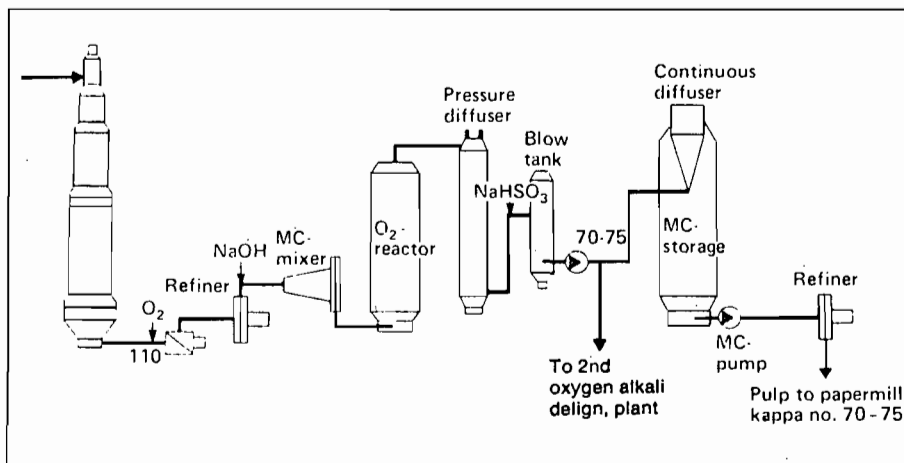 Continuous
diffuser
Pressure
diffuser
Blow
tank
NaHSO₃
NaOH
MC-
mixer
O₂-
reactor
70-75
MC-
storage
Refiner
Refiner
O₂
110
MC-
pump
To 2nd
oxygen alkali
delign, plant
Pulp to papermill
kappa no. 70-75